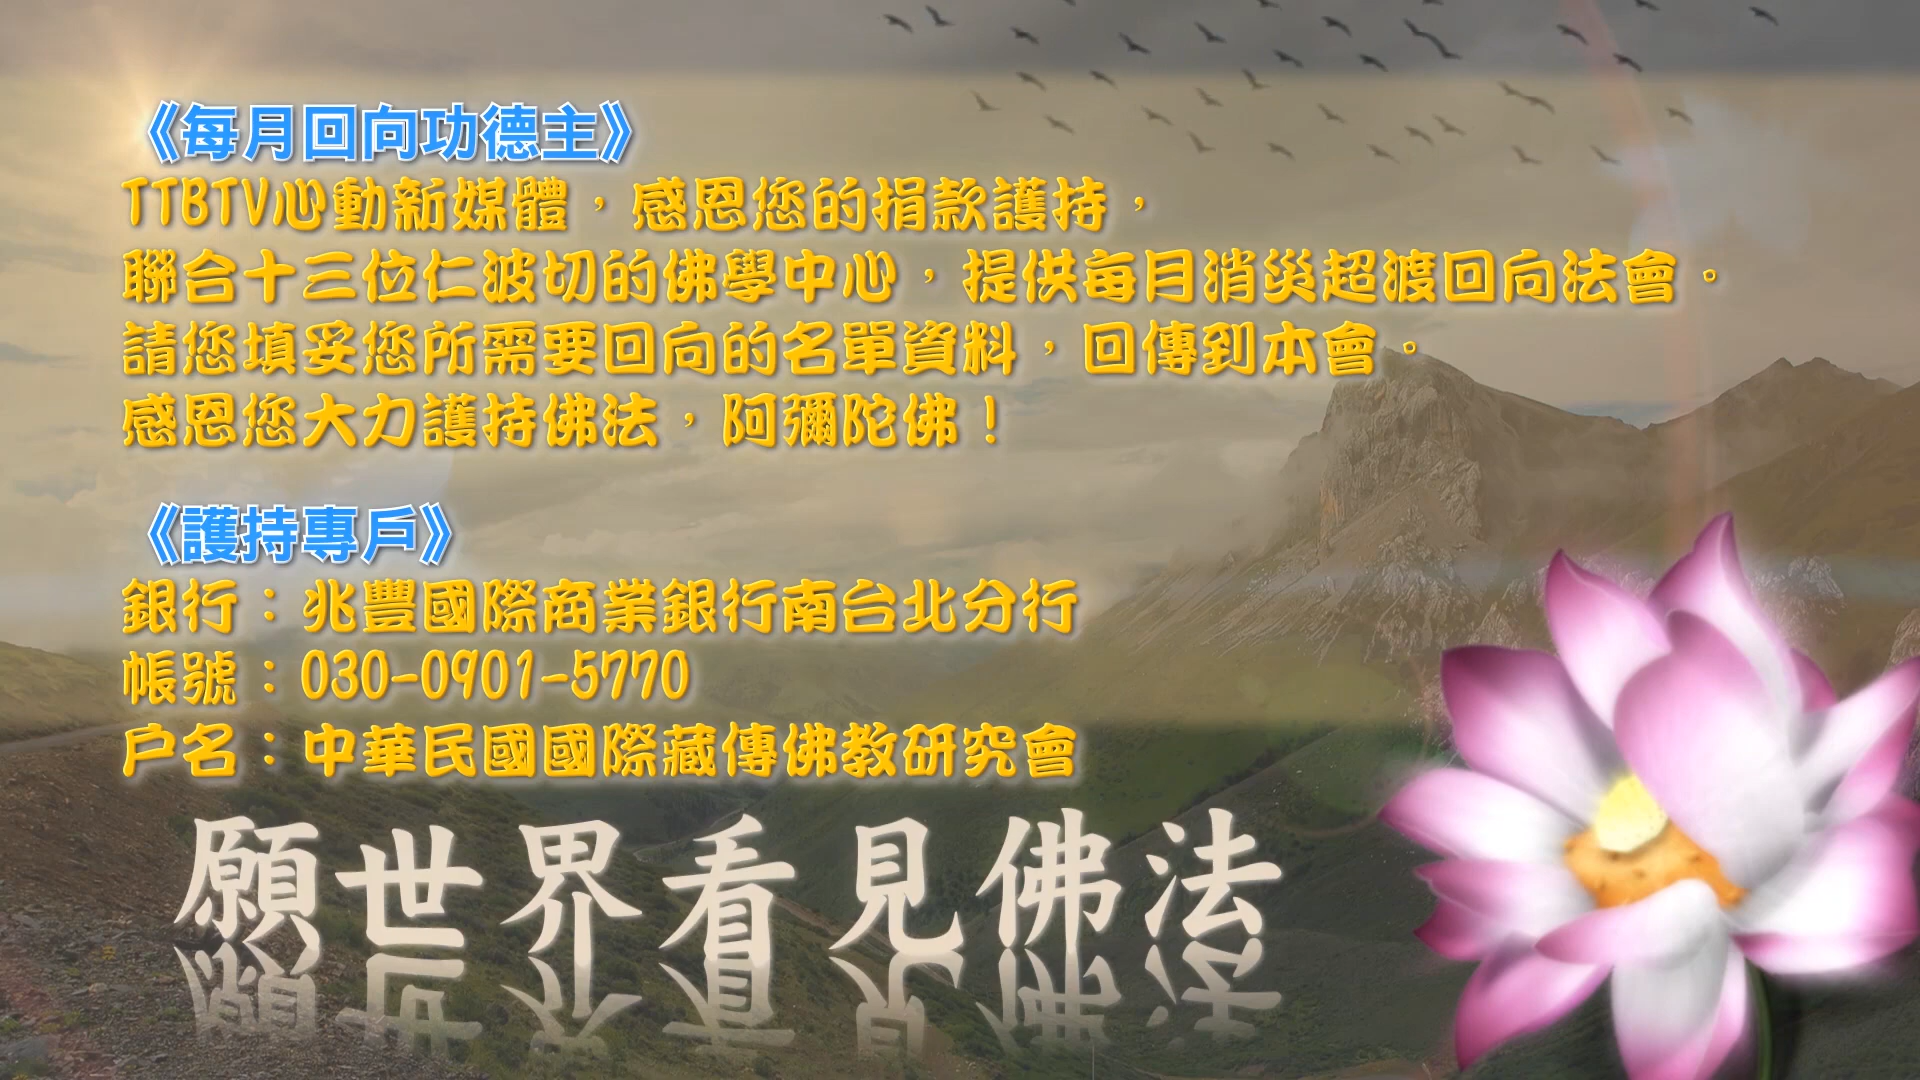 《每月回向功德主》
TTBTV心動新媒體，感恩您的捐款護持，
聯合十三位仁波切的佛學中心，提供每月消災超渡回向法會。
請您填妥您所需要回向的名單資料，回傳到本會。
感恩您大力護持佛法，阿彌陀佛！
《護持專戶》
銀行：兆豐國際商業銀行南台北分行
帳號：030-0901-5770
戶名：中華民國國際藏傳佛教研究會
願世界看見佛法